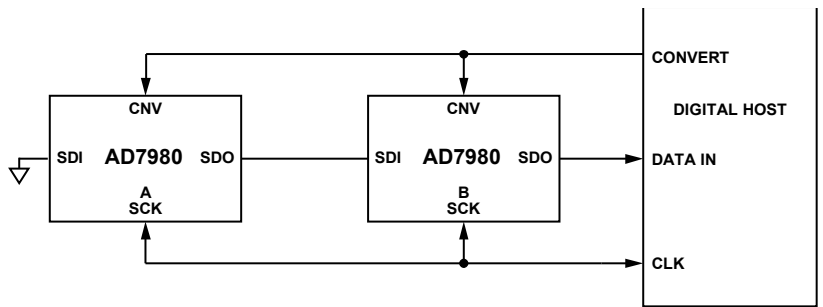 CONVERT
CNV
CNV
DIGITAL HOST
SDI AD7980 SDO
SDI AD7980 SDO
DATA IN
A
SCK
B
SCK
CLK